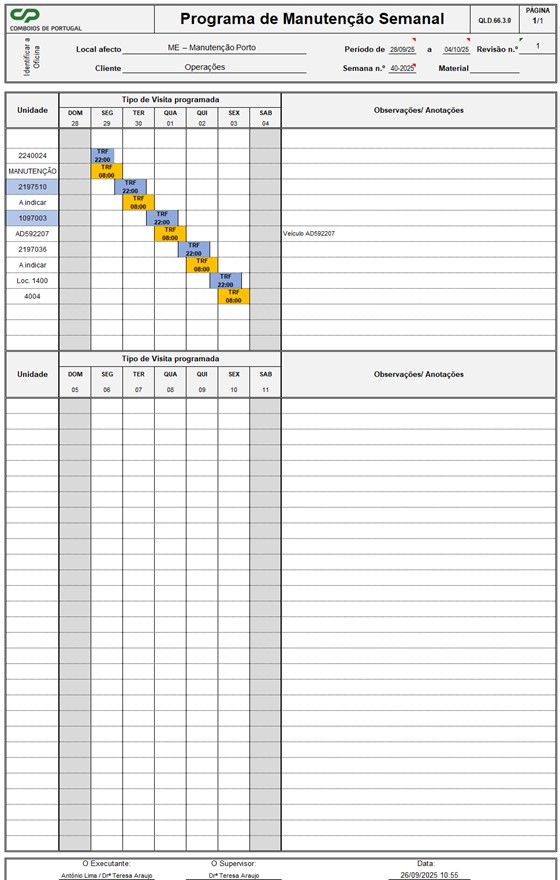 CP
COMBOIOS DE PORTUGAL
Programa de Manutenção Semanal
QLD.66.3.0
PÁGINA
1/1
Identificar a
Oficina
Local afecto ME – Manutenção Porto
Período de 28/09/25 a 04/10/25 Revisão n.º 1
Cliente Operações
Semana n.º 40-2025 Material
Unidade
Tipo de Visita programada
Observações/ Anotações
DOM SEG TER QUA QUI SEX SAB
28 29 30 01 02 03 04
2240024 TRF 22:00
MANUTENÇÃO TRF 08:00
2197510 TRF 22:00
A indicar TRF 08:00
1097003 TRF 22:00
AD592207 TRF 08:00 Veículo AD592207
2197036 TRF 22:00
A indicar TRF 08:00
Loc. 1400 TRF 22:00
4004 TRF 08:00
Unidade
Tipo de Visita programada
Observações/ Anotações
DOM SEG TER QUA QUI SEX SAB
05 06 07 08 09 10 11
O Executante: O Supervisor: Data:
António Lima / Drª Teresa Araujo Drª Teresa Araujo 26/09/2025 10:55